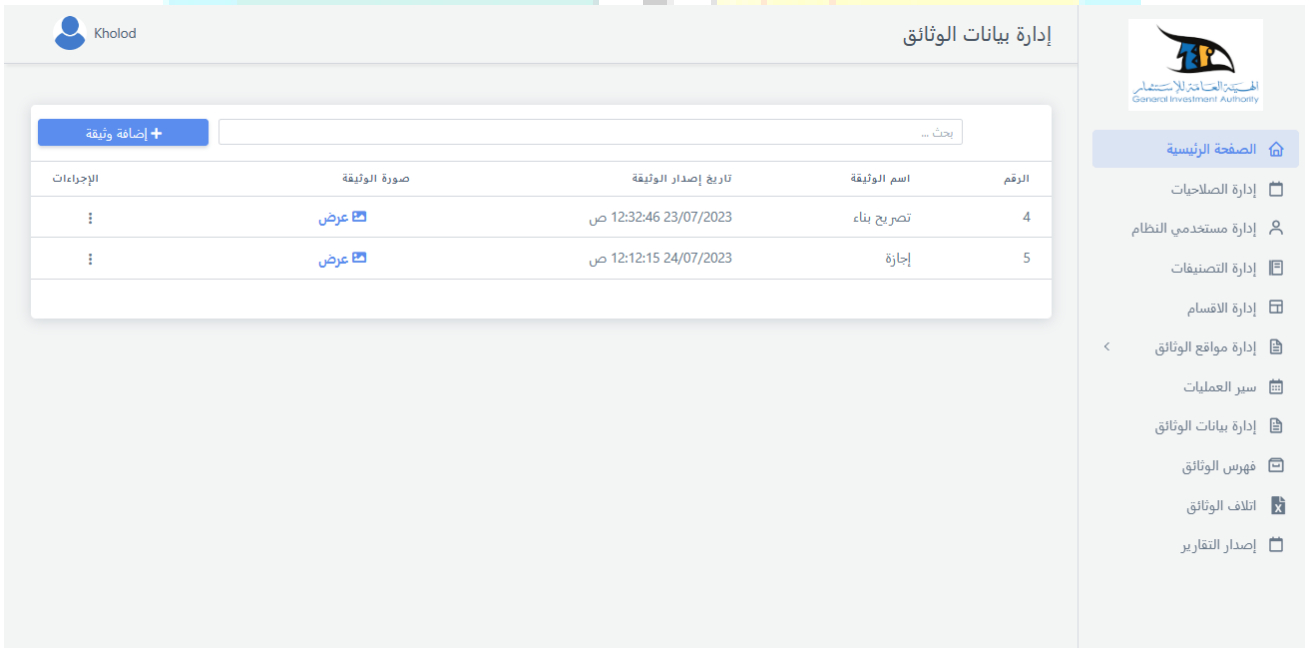 إدارة بيانات الوثائق
Kholod
الهيئة العامة للاستثمار
General Investment Authority
الصفحة الرئيسية
إدارة الصلاحيات
إدارة مستخدمي النظام
إدارة التصنيفات
إدارة الاقسام
إدارة مواقع الوثائق
سير العمليات
إدارة بيانات الوثائق
فهرس الوثائق
اتلاف الوثائق
إصدار التقارير
بحث ...
+ إضافة وثيقة
الرقم اسم الوثيقة تاريخ إصدار الوثيقة صورة الوثيقة الإجراءات
4 تصريح بناء 23/07/2023 12:32:46 ص عرض
5 إجازة 24/07/2023 12:12:15 ص عرض